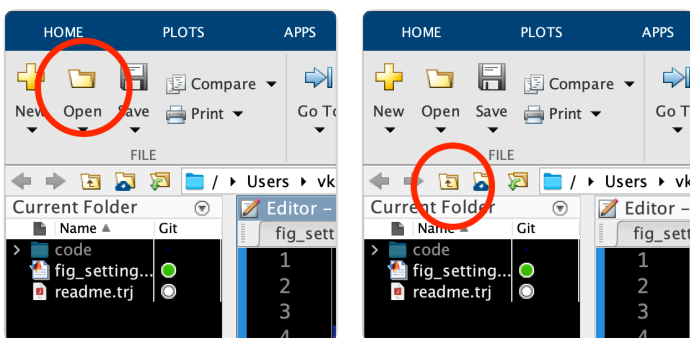 HOME PLOTS APPS
Compare
New Open Save Print Go To
FILE
/ Users vk
Current Folder Editor –
Name Git fig_sett
code 1
fig_setting... 2
readme.trj 3
4
HOME PLOTS APPS
Compare
New Open Save Print Go T
FILE
/ Users vk
Current Folder Editor –
Name Git fig_sett
code 1
fig_setting... 2
readme.trj 3
4